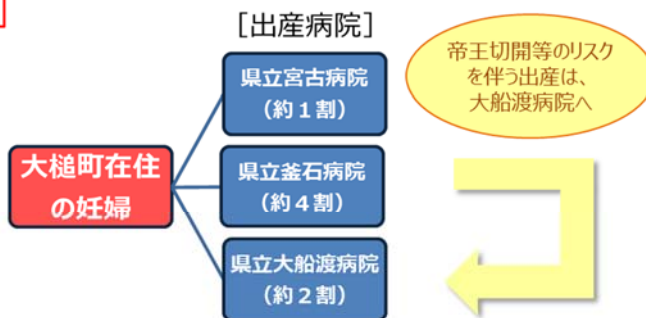 [出産病院]
県立宮古病院
（約１割）
帝王切開等のリスク
を伴う出産は、
大船渡病院へ
大槌町在住
の妊婦
県立釜石病院
（約４割）
県立大船渡病院
（約２割）